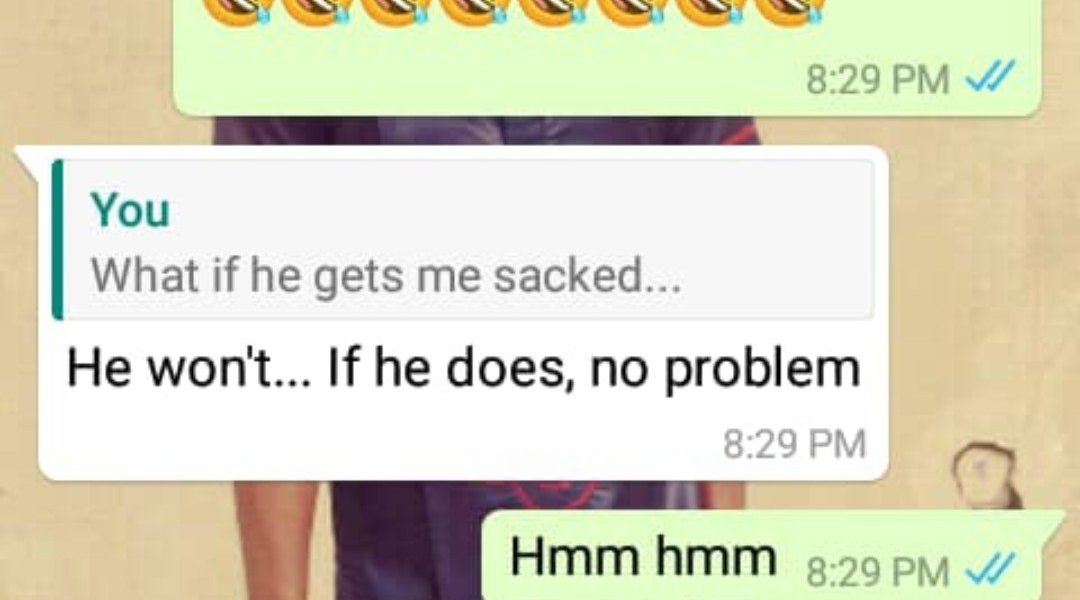 8:29 PM
You
What if he gets me sacked...
He won't... If he does, no problem
8:29 PM
Hmm hmm 8:29 PM